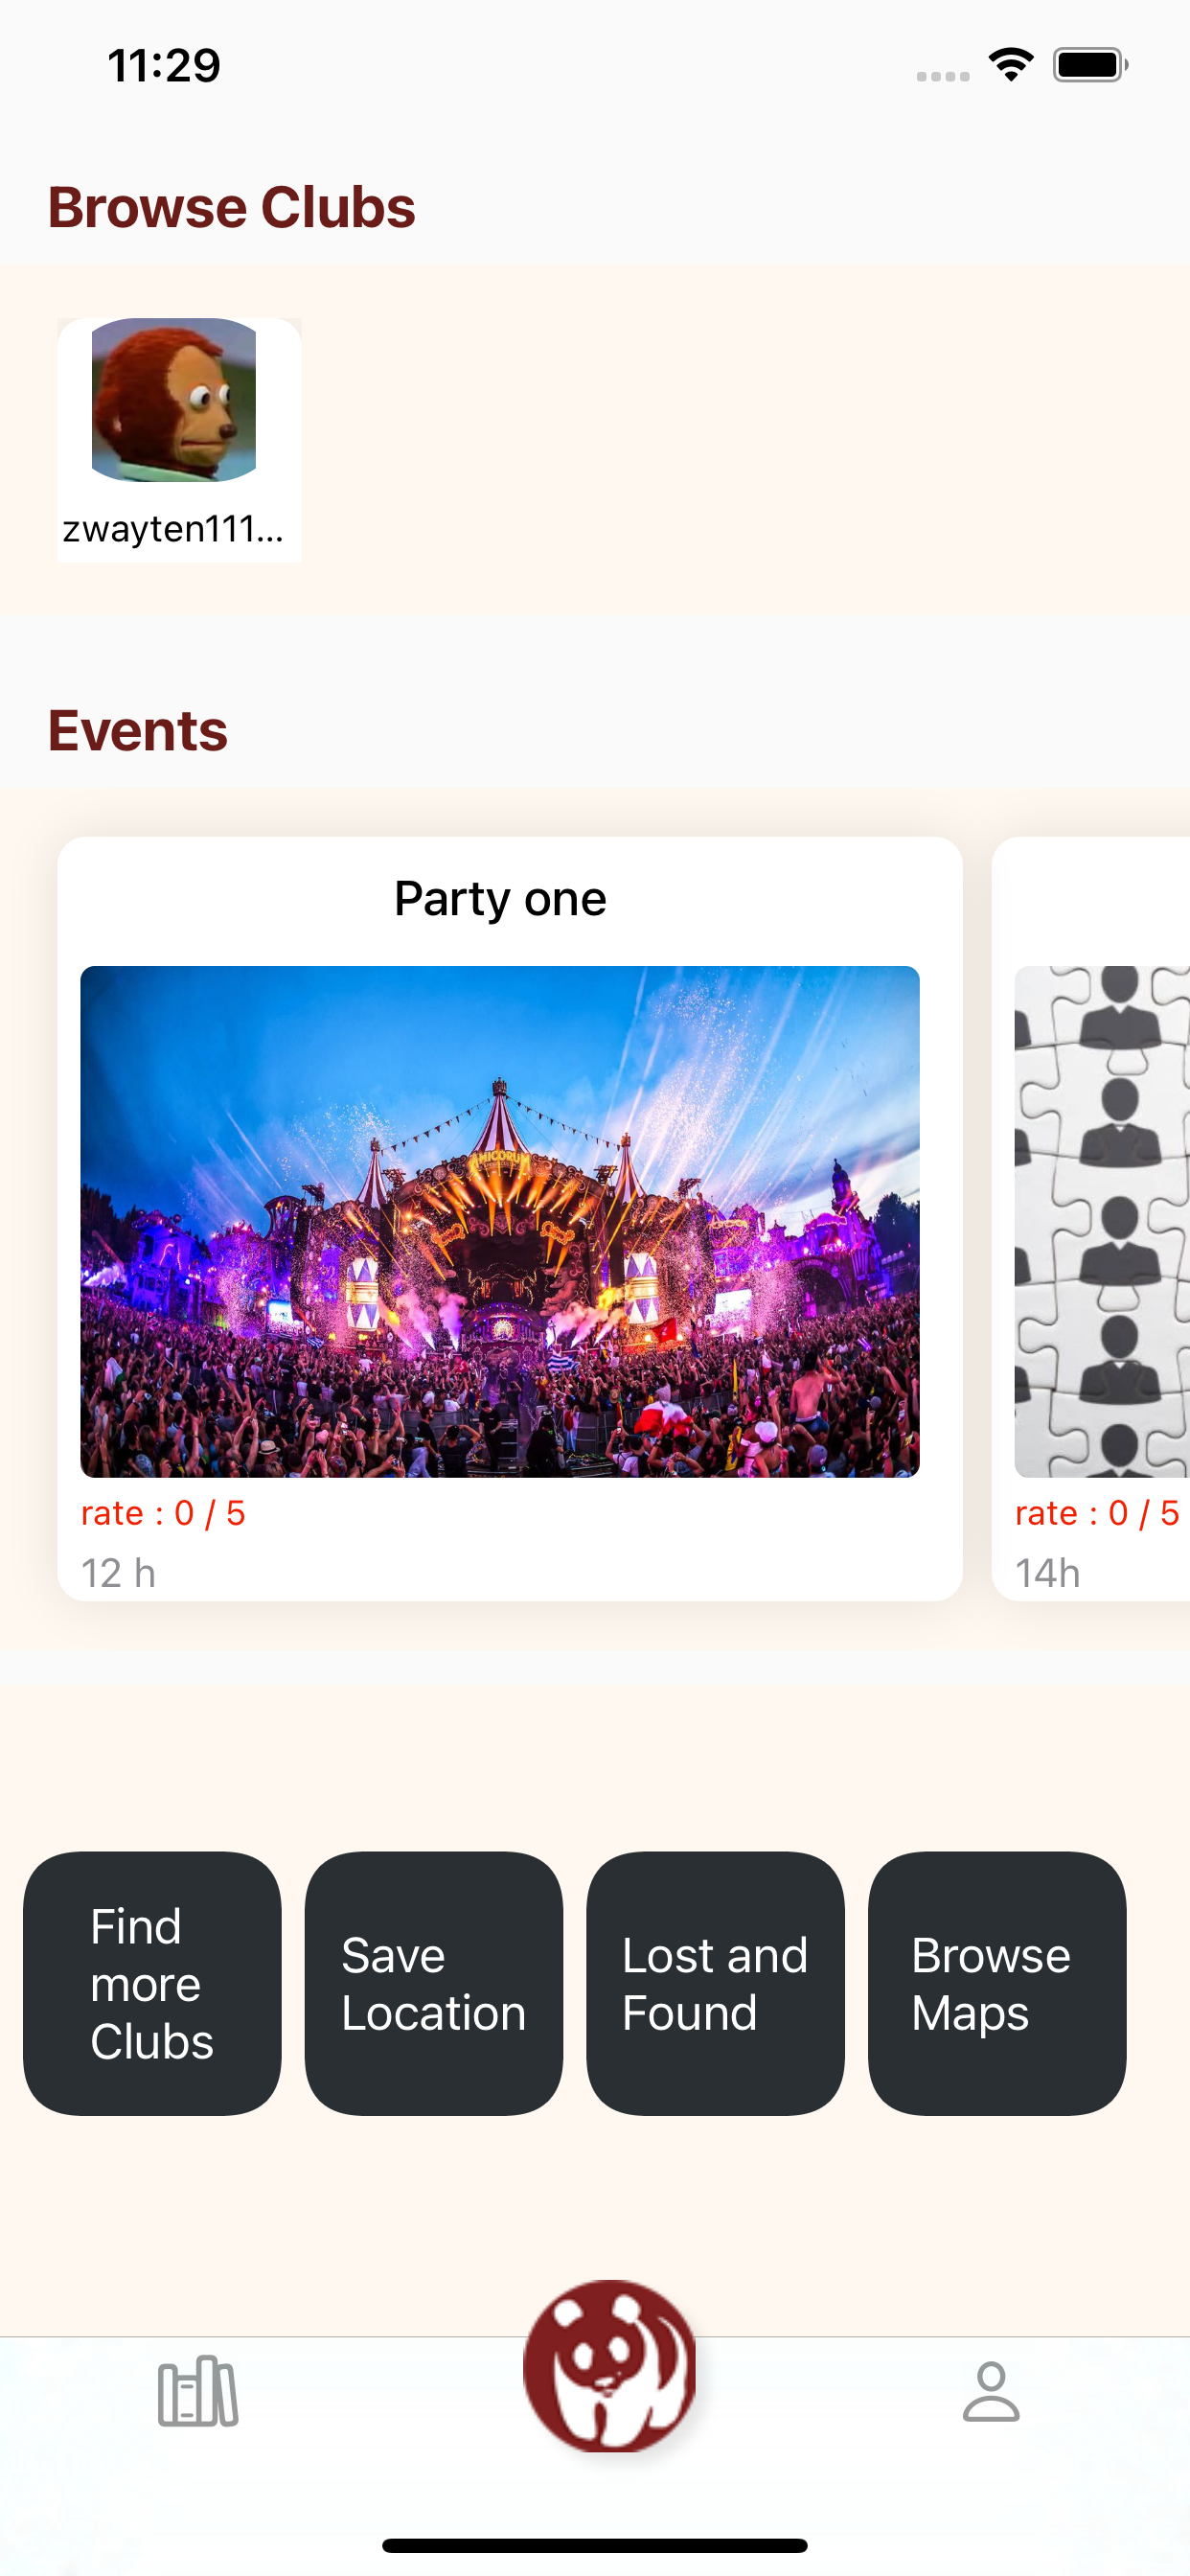 11:29
Browse Clubs
zwayten111...
Events
Party one
AMICORUM
rate : 0 / 5
12 h
rate : 0 / 5
14h
Find
more
Clubs
Save
Location
Lost and
Found
Browse
Maps